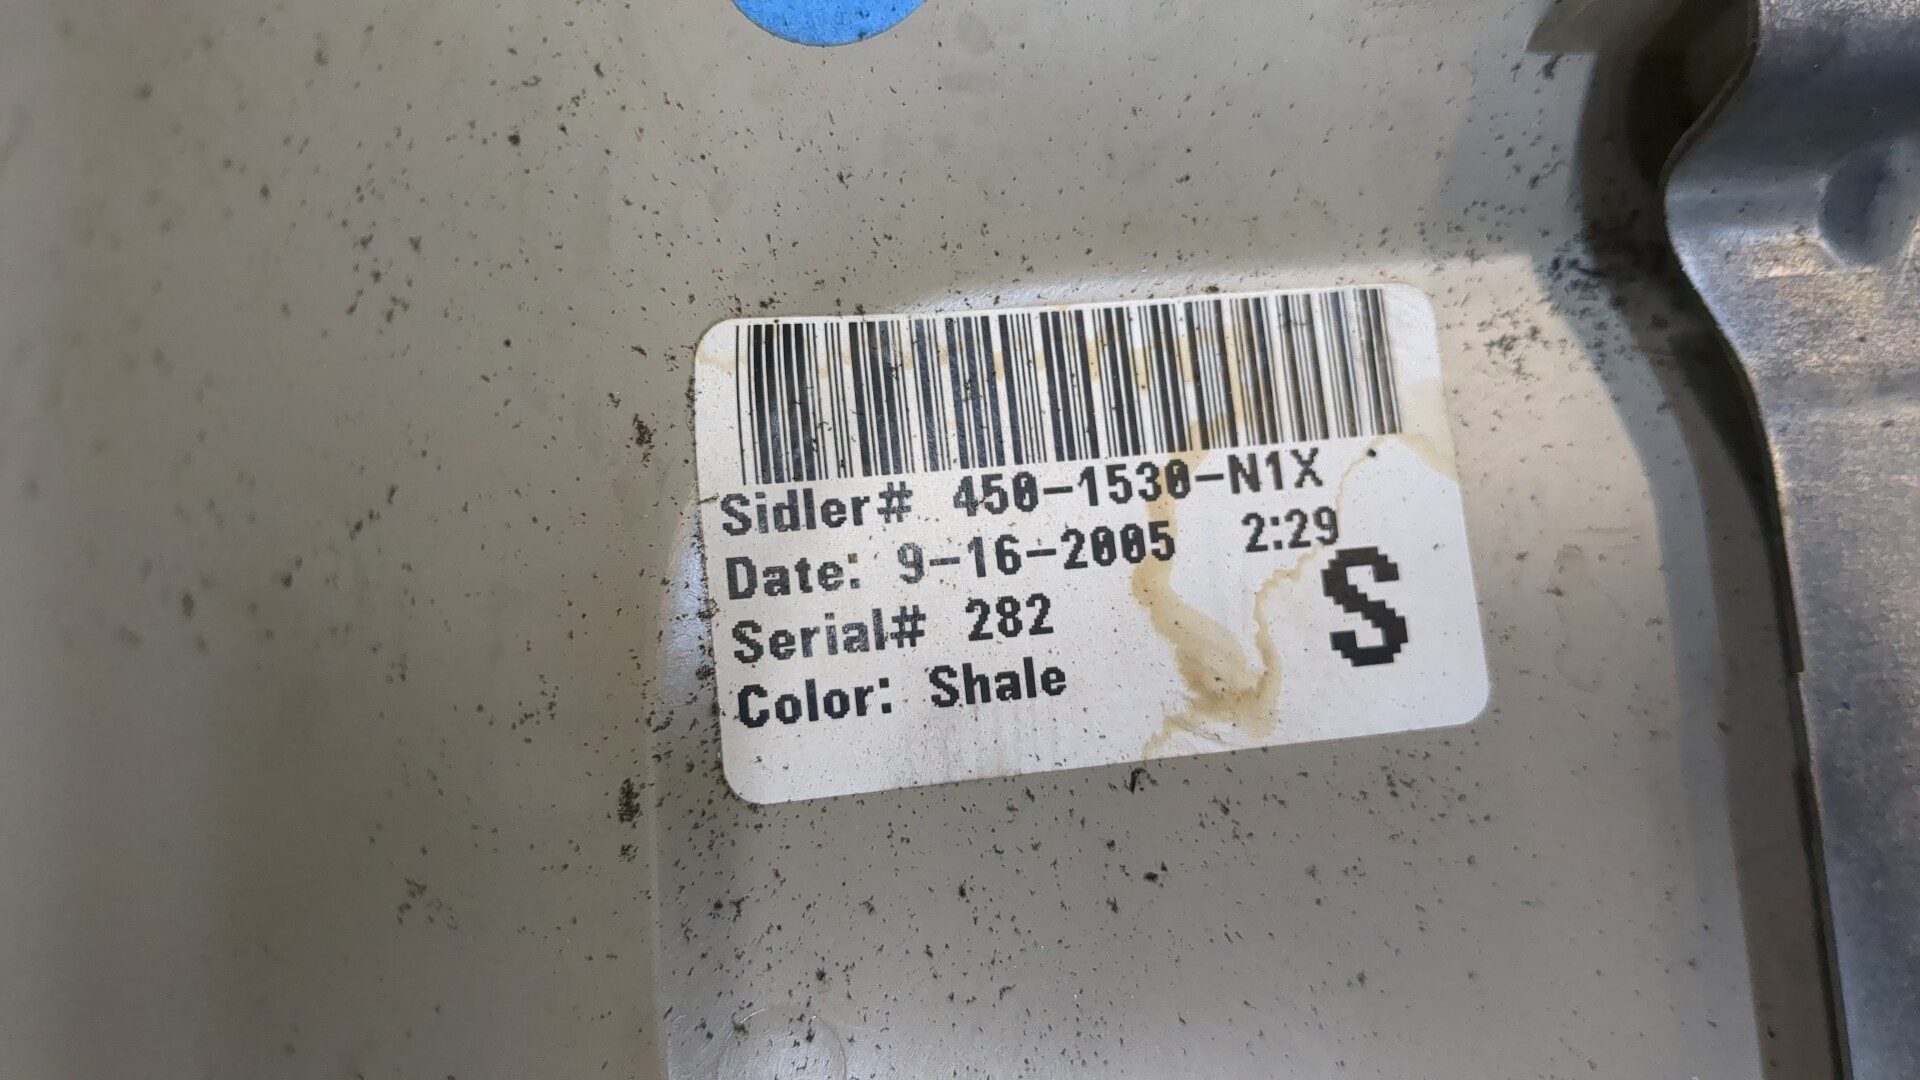 Sidler# 450-1530-N1X
Date: 9-16-2005 2:29
Serial# 282
Color: Shale
S